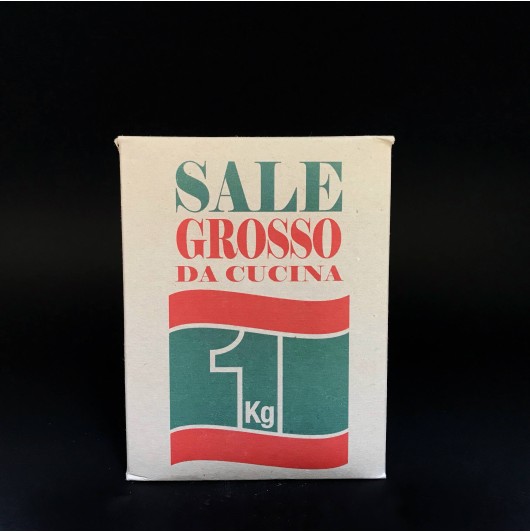 SALE
GROSSO
DA CUCINA
1
Kg